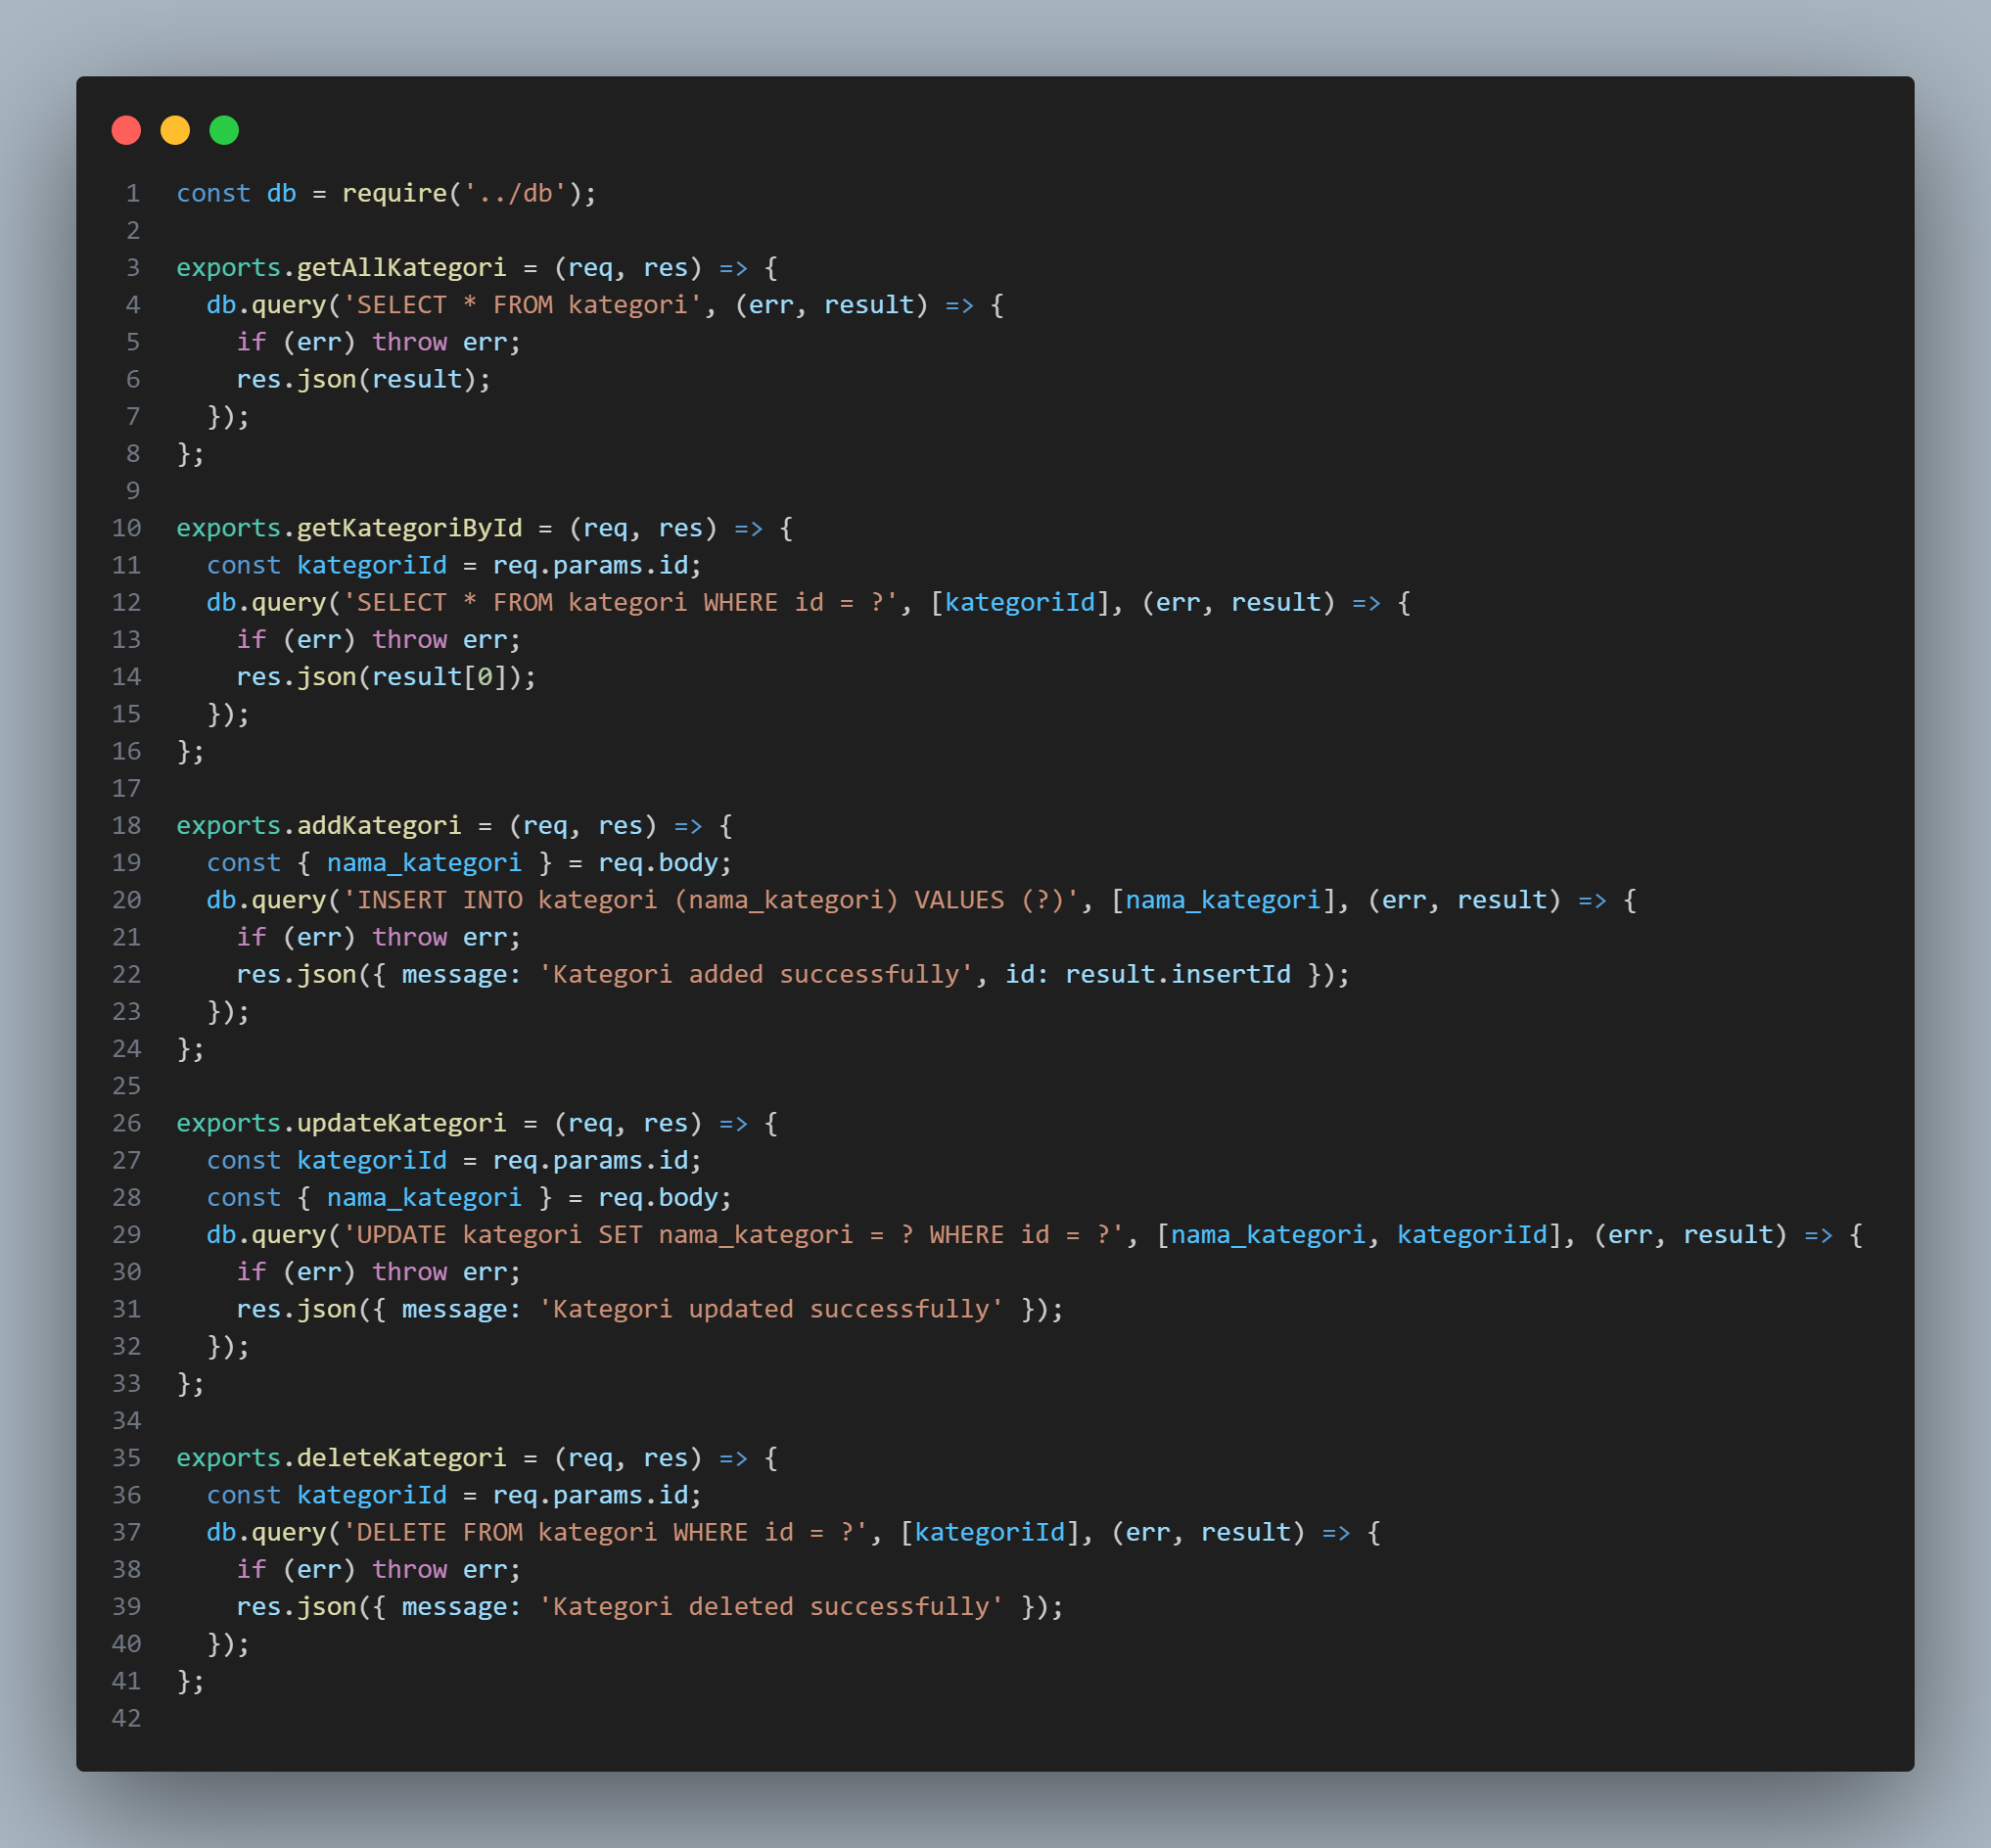 1 const db = require('../db');
2
3 exports.getAllKategori = (req, res) => {
4   db.query('SELECT * FROM kategori', (err, result) => {
5     if (err) throw err;
6     res.json(result);
7   });
8 };
9
10 exports.getKategoriById = (req, res) => {
11   const kategoriId = req.params.id;
12   db.query('SELECT * FROM kategori WHERE id = ?', [kategoriId], (err, result) => {
13     if (err) throw err;
14     res.json(result[0]);
15   });
16 };
17
18 exports.addKategori = (req, res) => {
19   const { nama_kategori } = req.body;
20   db.query('INSERT INTO kategori (nama_kategori) VALUES (?)', [nama_kategori], (err, result) => {
21     if (err) throw err;
22     res.json({ message: 'Kategori added successfully', id: result.insertId });
23   });
24 };
25
26 exports.updateKategori = (req, res) => {
27   const kategoriId = req.params.id;
28   const { nama_kategori } = req.body;
29   db.query('UPDATE kategori SET nama_kategori = ? WHERE id = ?', [nama_kategori, kategoriId], (err, result) => {
30     if (err) throw err;
31     res.json({ message: 'Kategori updated successfully' });
32   });
33 };
34
35 exports.deleteKategori = (req, res) => {
36   const kategoriId = req.params.id;
37   db.query('DELETE FROM kategori WHERE id = ?', [kategoriId], (err, result) => {
38     if (err) throw err;
39     res.json({ message: 'Kategori deleted successfully' });
40   });
41 };
42